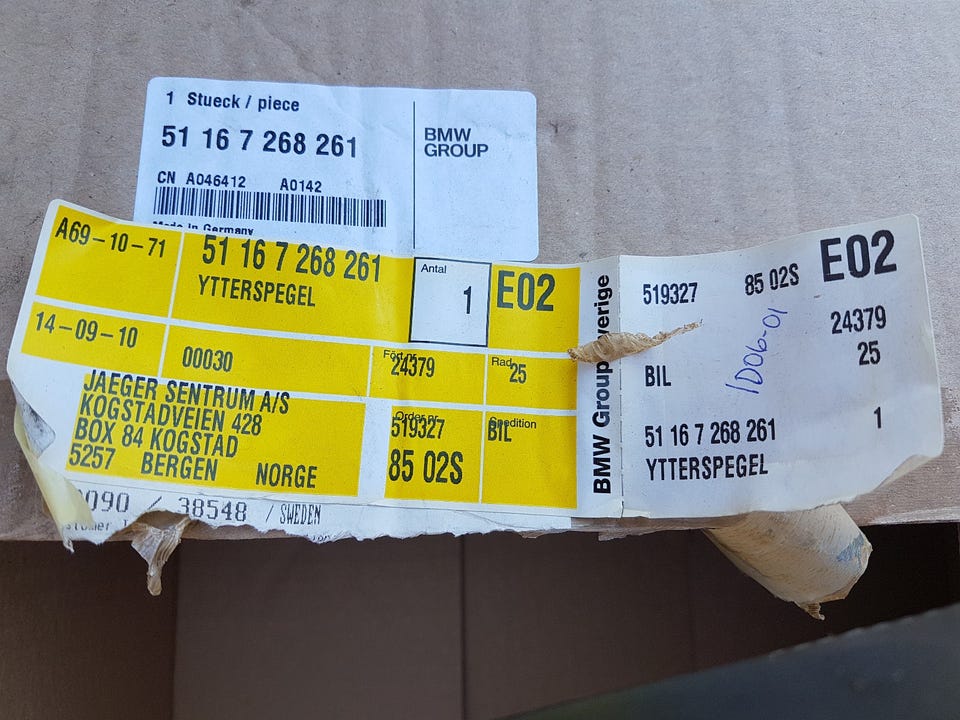 1 Stueck / piece
51 16 7 268 261
BMW
GROUP
CN A046412 A0142
Made in Germany
A69-10-71
51 16 7 268 261
YTTERSPEGEL
Antal
1
E02
14-09-10
00030
24379
Rad
25
JAEGER SENTRUM A/S
KOGSTADVEIEN 428
BOX 84 KOGSTAD
5257 BERGEN NORGE
Order nr
519327
85 02S
Spedition
BIL
090 / 38548 / SWEDEN
BMW Group
519327 85 02S E02
24379
25
BIL
1D06-01
51 16 7 268 261 1
YTTERSPEGEL